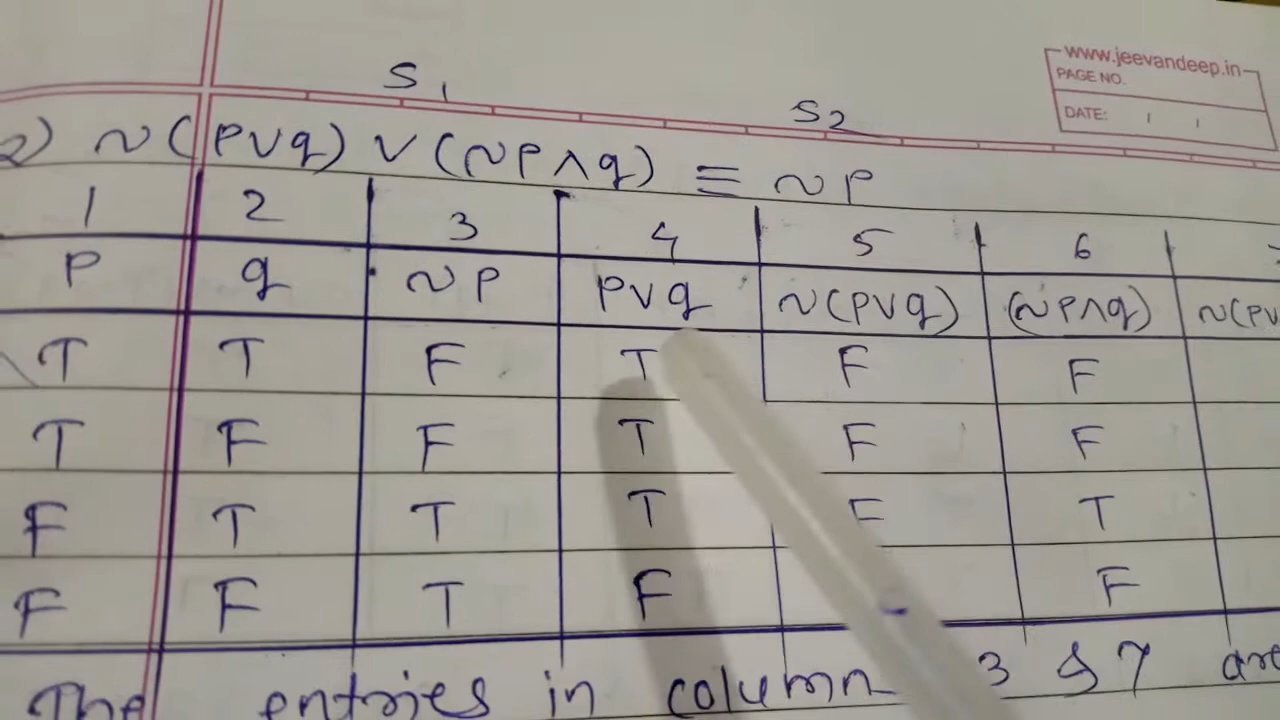 S1
S2
www.jeevandeep.in
PAGE NO.
DATE: / /
2) ~(P∨q) ∨ (~P∧q) ≡ ~P
1 2 3 4 5 6
P q ~P P∨q ~(P∨q) (~P∧q) ~(P∨
T T F T F F
T F F T F F
F T T T F T
F F T F F
The entries in column 3 & 7 are